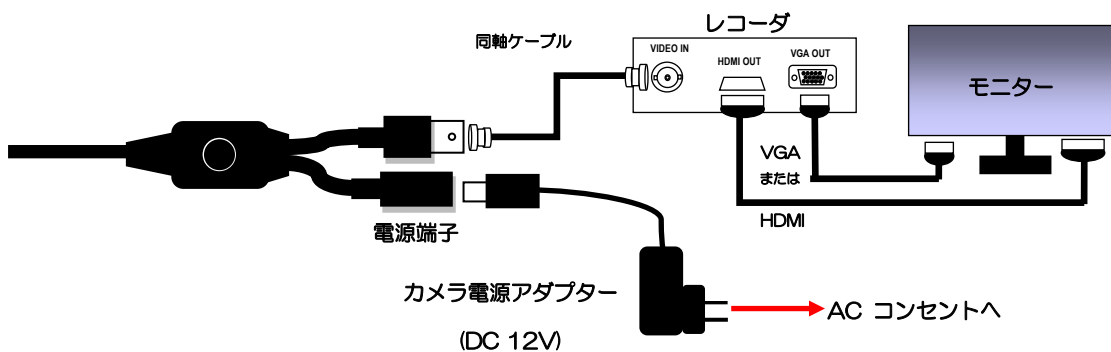 レコーダ
同軸ケーブル
VIDEO IN
HDMI OUT
VGA OUT
モニター
VGA
または
HDMI
電源端子
カメラ電源アダプター
(DC 12V)
AC コンセントへ